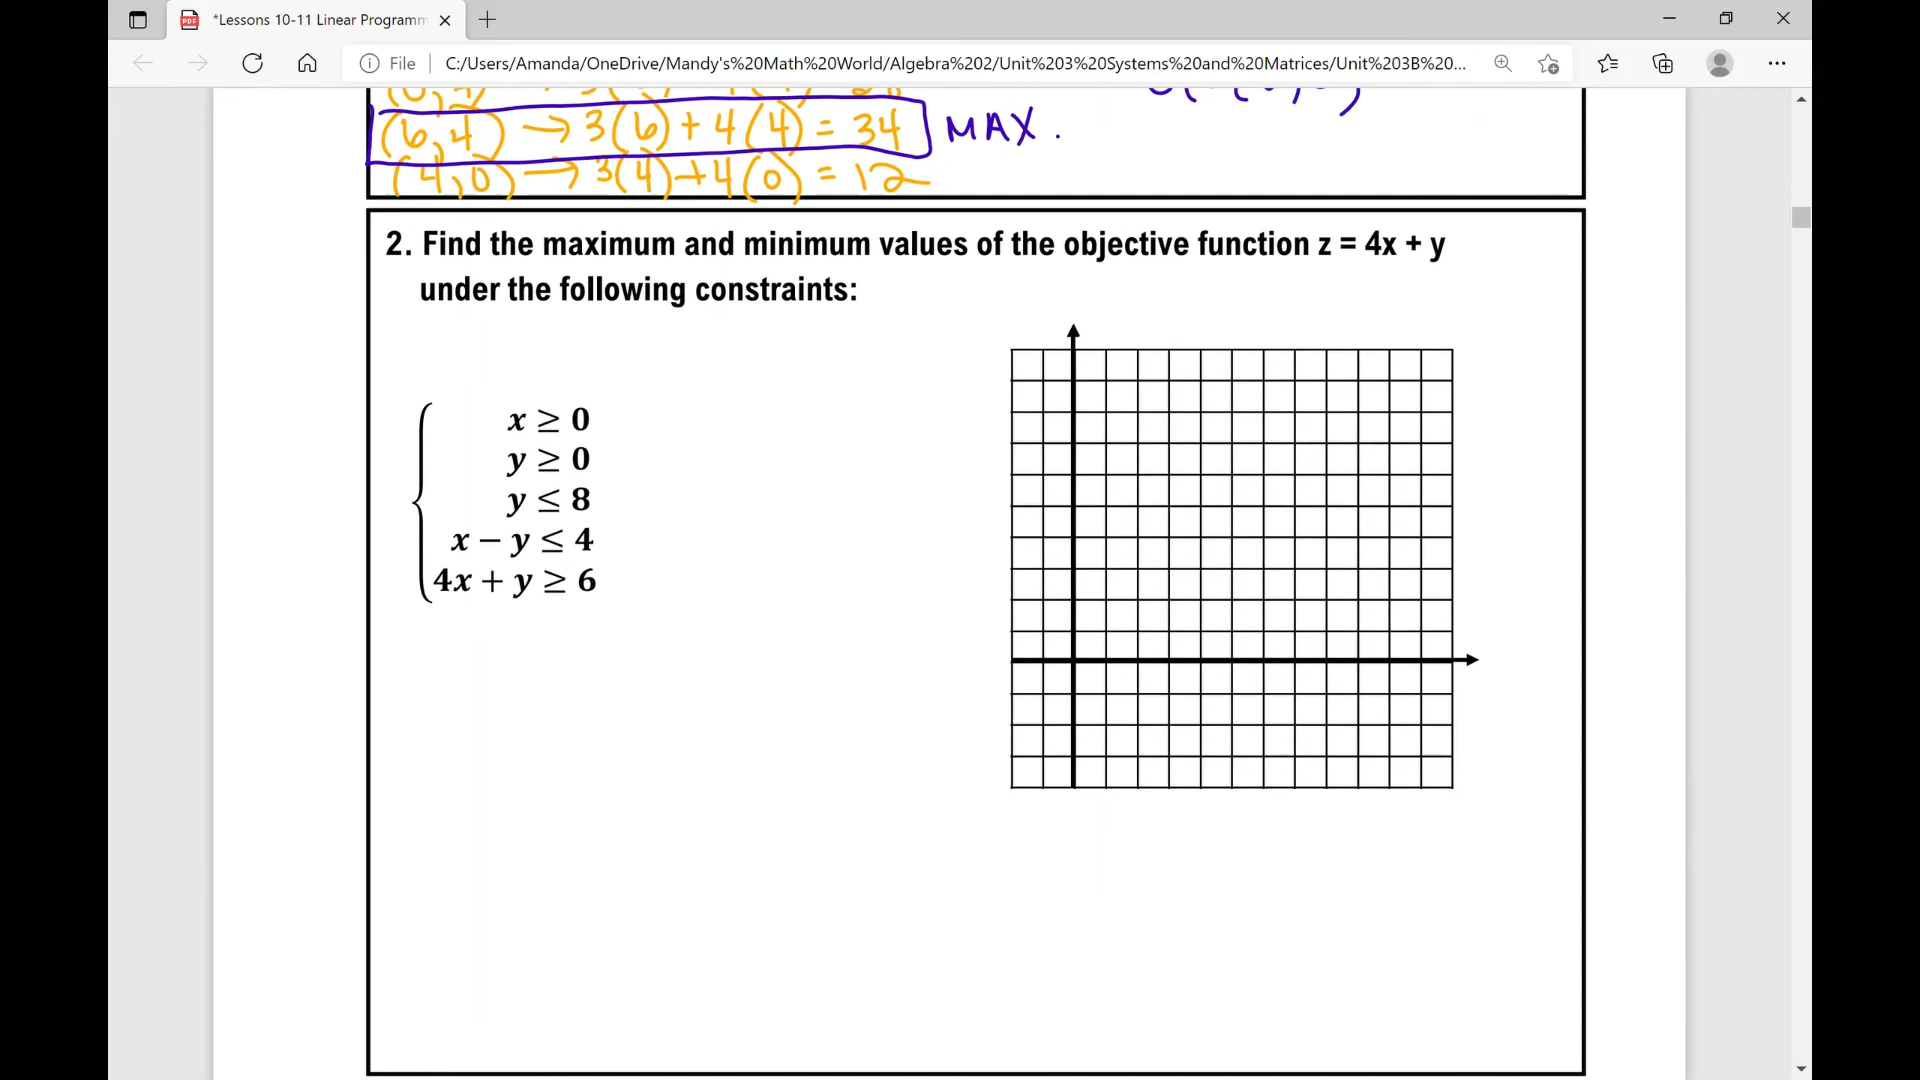 *Lessons 10-11 Linear Programm
File
C:/Users/Amanda/OneDrive/Mandy's%20Math%20World/Algebra%202/Unit%203%20Systems%20and%20Matrices/Unit%203B%20...
(6,4) → 3(6) + 4(4) = 34 MAX.
(4,0) → 3(4)+4(0) = 12
2. Find the maximum and minimum values of the objective function z = 4x + y
under the following constraints:
x ≥ 0
y ≥ 0
y ≤ 8
x − y ≤ 4
4x + y ≥ 6